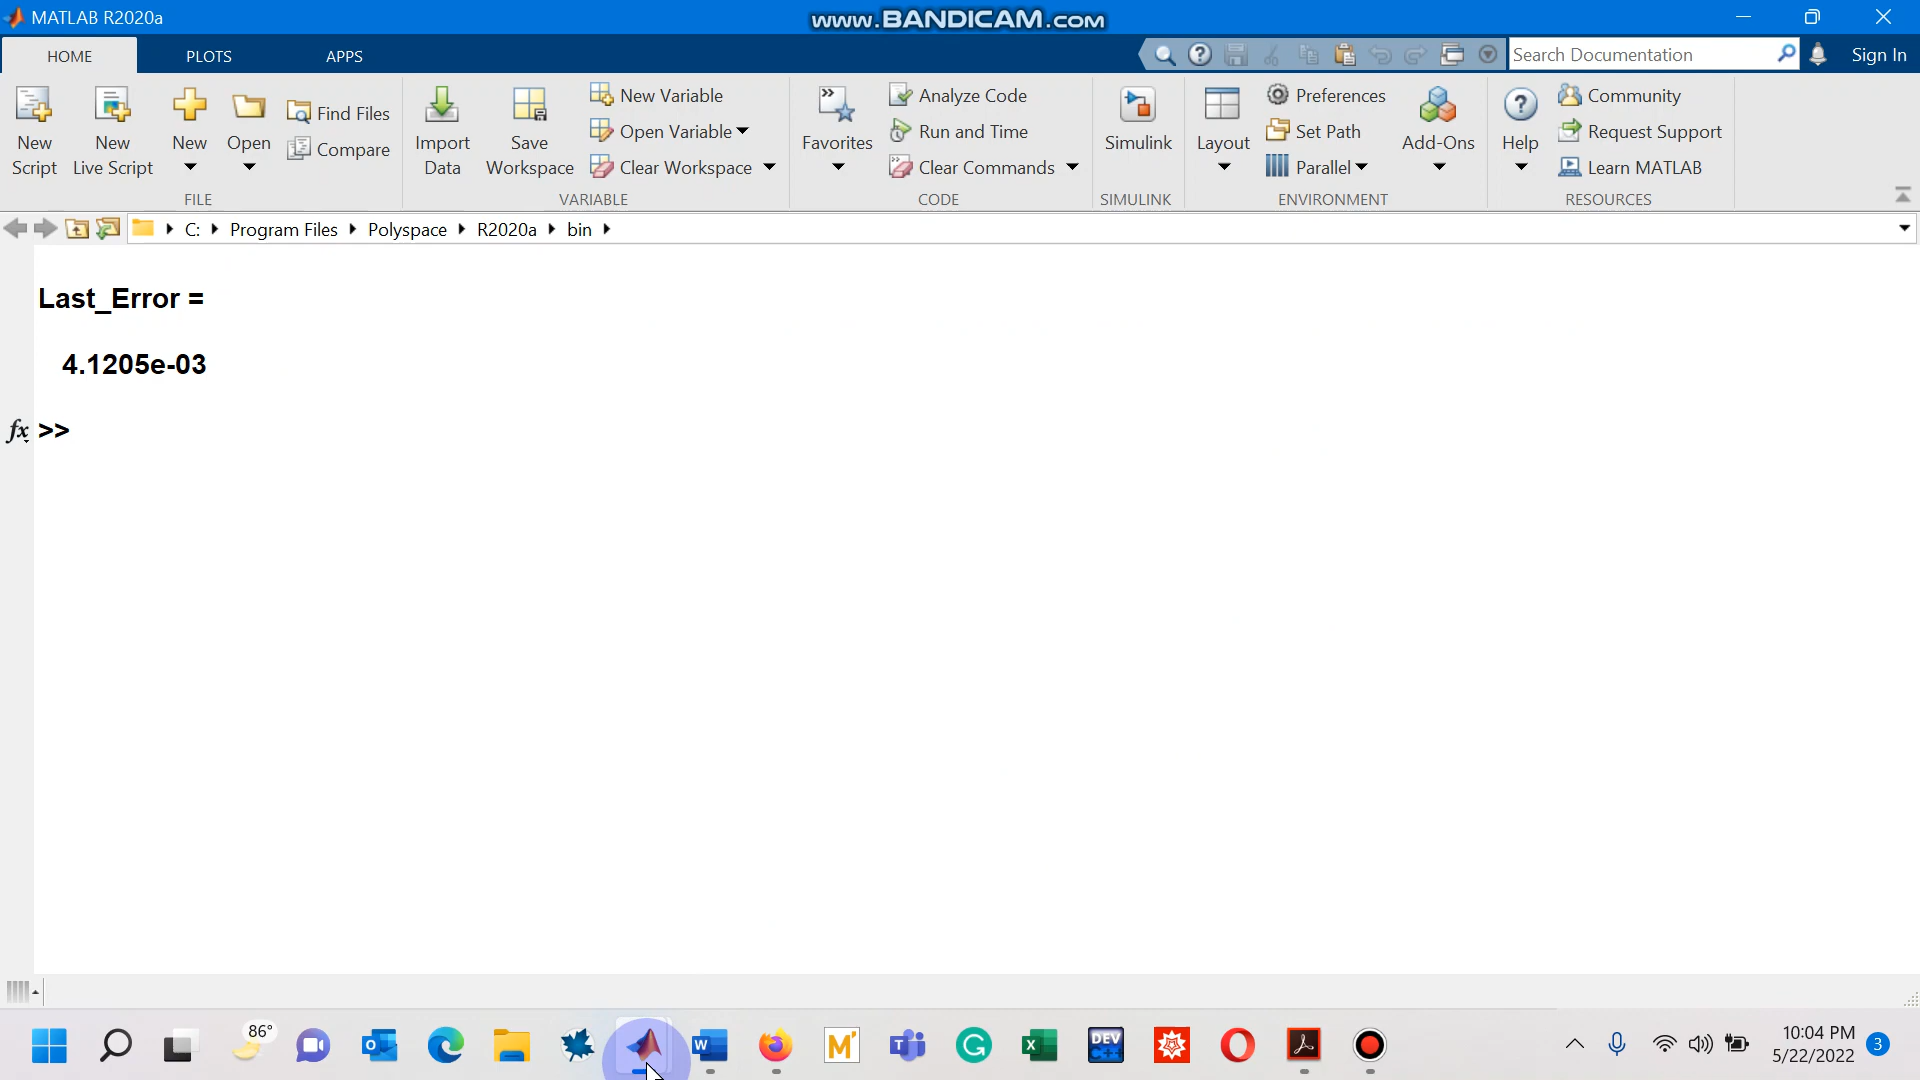 MATLAB R2020a
www.BANDICAM.com
HOME
PLOTS
APPS
Search Documentation
Sign In
New Script
New Live Script
New
Open
Find Files
Compare
FILE
Import Data
Save Workspace
New Variable
Open Variable
Clear Workspace
VARIABLE
Favorites
Analyze Code
Run and Time
Clear Commands
CODE
Simulink
SIMULINK
Layout
Preferences
Set Path
Parallel
Add-Ons
ENVIRONMENT
Help
Community
Request Support
Learn MATLAB
RESOURCES
C: Program Files Polyspace R2020a bin
Last_Error =
4.1205e-03
fx >>
86°
DEV C++
10:04 PM
5/22/2022
3